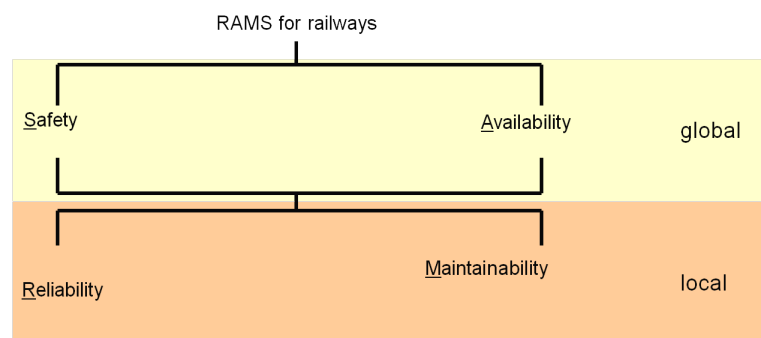 RAMS for railways
Safety
Availability
global
Maintainability
Reliability
local